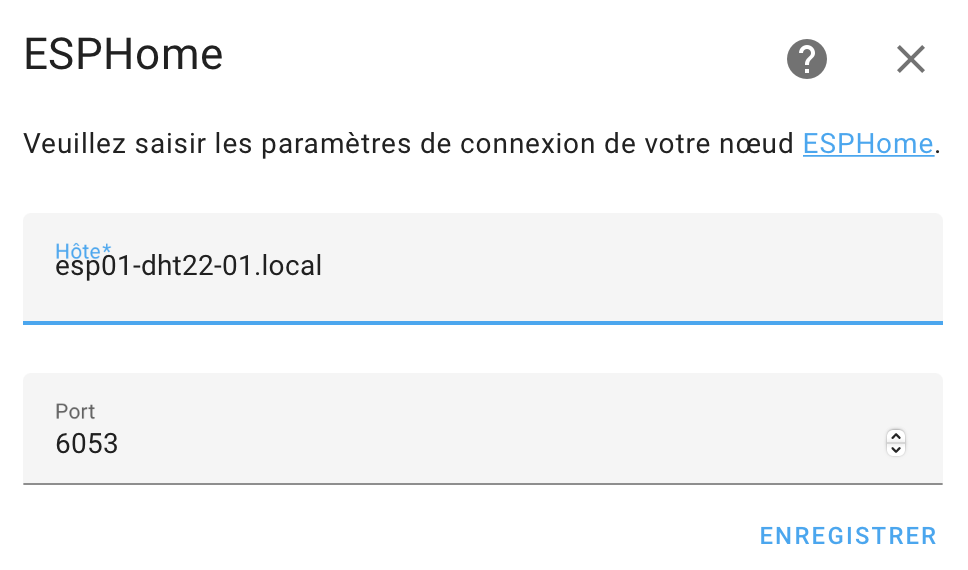 ESPHome
Veuillez saisir les paramètres de connexion de votre nœud ESPHome.
Hôte*
esp01-dht22-01.local
Port
6053
ENREGISTRER